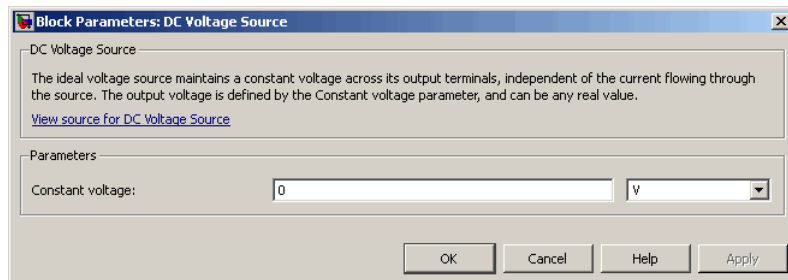 Block Parameters: DC Voltage Source
DC Voltage Source
The ideal voltage source maintains a constant voltage across its output terminals, independent of the current flowing through
the source. The output voltage is defined by the Constant voltage parameter, and can be any real value.
View source for DC Voltage Source
Parameters
Constant voltage: 0 V
OK Cancel Help Apply